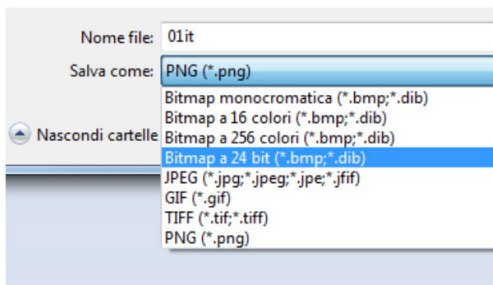 Nome file: 01it
Salva come: PNG (*.png)
Bitmap monocromatica (*.bmp;*.dib)
Bitmap a 16 colori (*.bmp;*.dib)
Nascondi cartelle Bitmap a 256 colori (*.bmp;*.dib)
Bitmap a 24 bit (*.bmp;*.dib)
JPEG (*.jpg;*.jpeg;*.jpe;*.jfif)
GIF (*.gif)
TIFF (*.tif;*.tiff)
PNG (*.png)